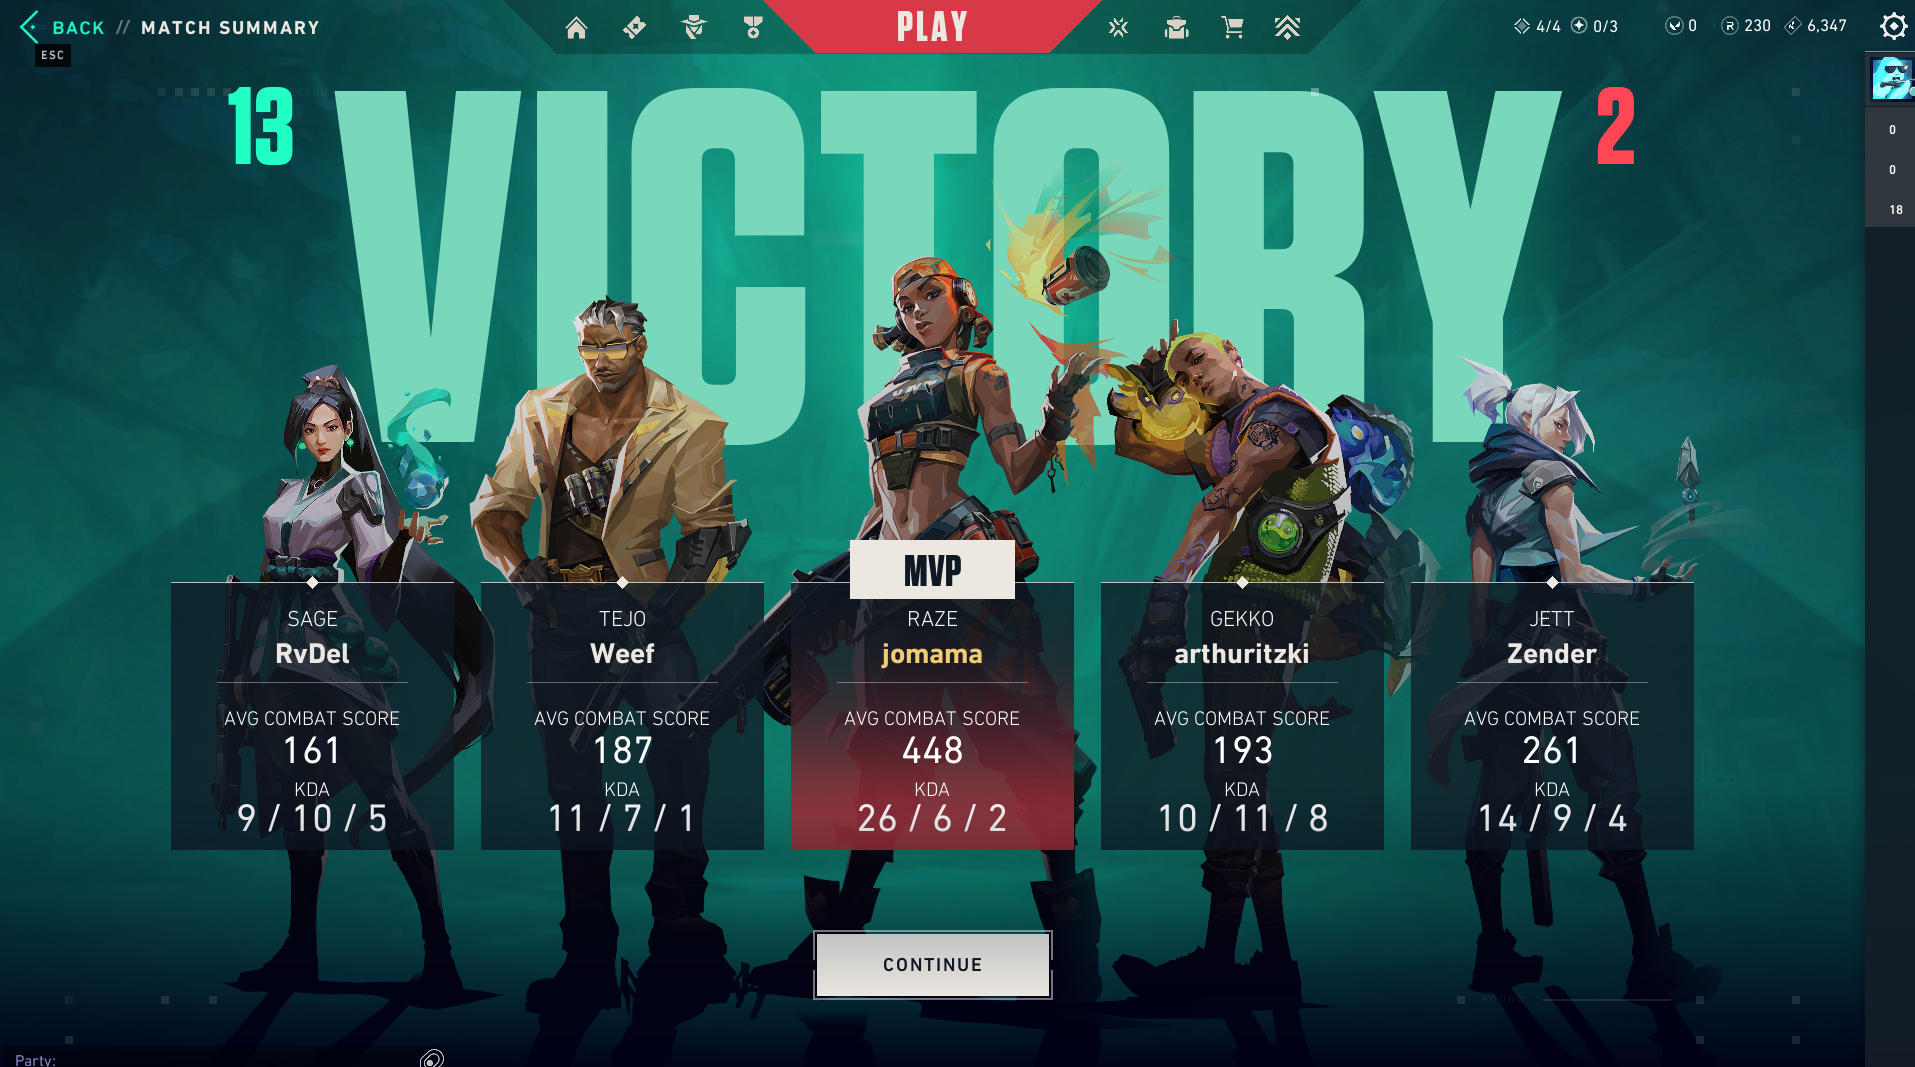 BACK // MATCH SUMMARY
ESC
PLAY
4/4 0/3 0 230 6,347
13
VICTORY
2
0
0
18
MVP
SAGE
RvDel
AVG COMBAT SCORE
161
KDA
9 / 10 / 5
TEJO
Weef
AVG COMBAT SCORE
187
KDA
11 / 7 / 1
RAZE
jomama
AVG COMBAT SCORE
448
KDA
26 / 6 / 2
GEKKO
arthuritzki
AVG COMBAT SCORE
193
KDA
10 / 11 / 8
JETT
Zender
AVG COMBAT SCORE
261
KDA
14 / 9 / 4
CONTINUE
ROUND
Party: